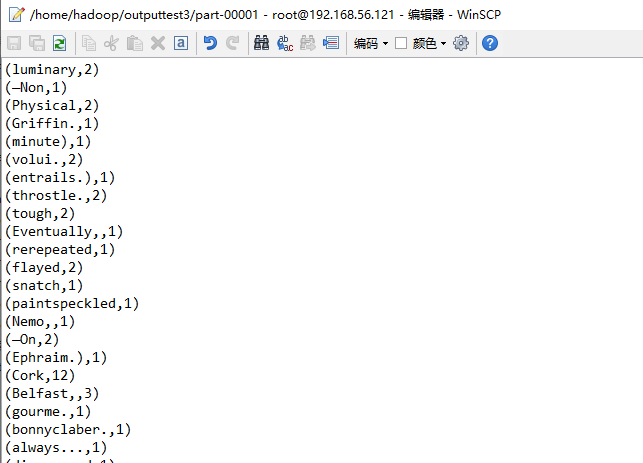 /home/hadoop/outputtest3/part-00001 - root@192.168.56.121 - 编辑器 - WinSCP
编码 颜色
(luminary,2)
(—Non,1)
(Physical,2)
(Griffin.,1)
(minute),1)
(volui.,2)
(entrails.),1)
(throstle.,2)
(tough,2)
(Eventually,,1)
(rerepeated,1)
(flayed,2)
(snatch,1)
(paintspeckled,1)
(Nemo,,1)
(—On,2)
(Ephraim.),1)
(Cork,12)
(Belfast,,3)
(gourme.,1)
(bonnyclaber.,1)
(always...,1)